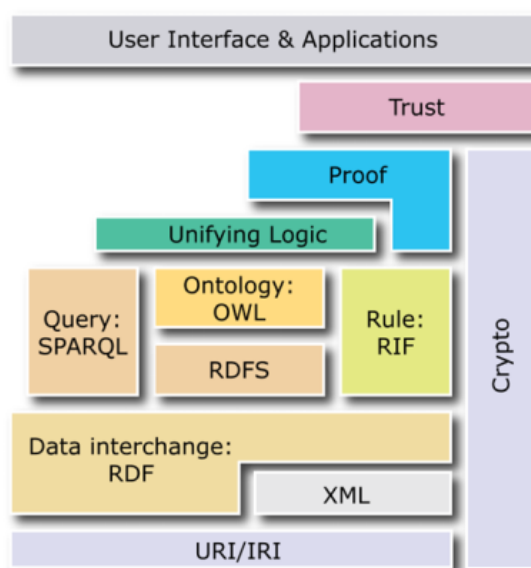 User Interface & Applications
Trust
Proof
Unifying Logic
Query:
SPARQL
Ontology:
OWL
RDFS
Rule:
RIF
Crypto
Data interchange:
RDF
XML
URI/IRI